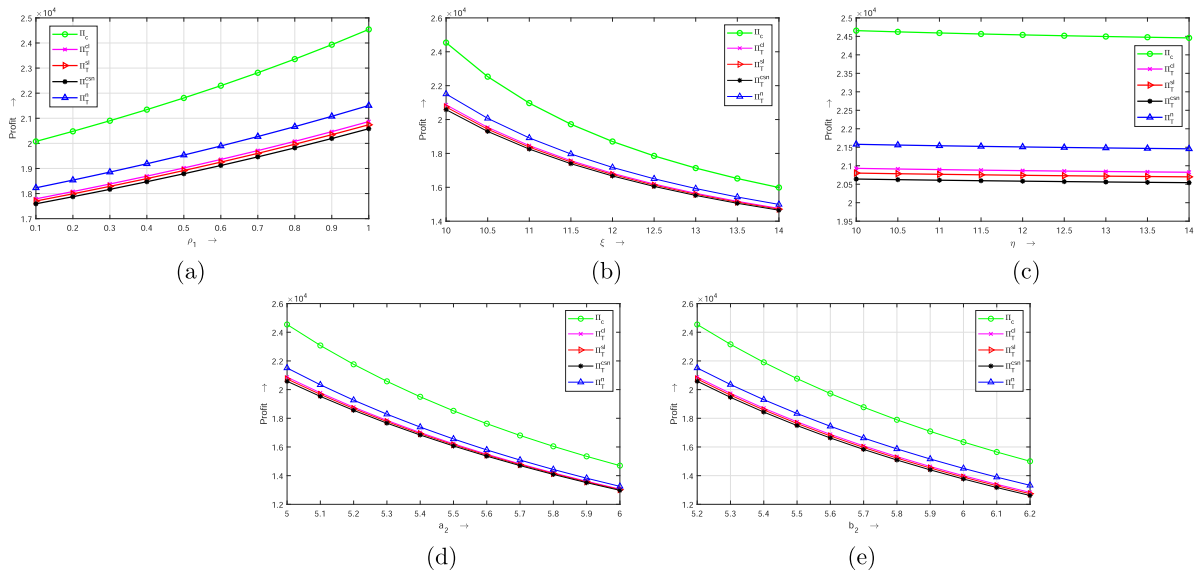 ×10⁴
2.5
2.4
2.3
2.2
2.1
2
1.9
1.8
1.7
Profit →
0.1 0.2 0.3 0.4 0.5 0.6 0.7 0.8 0.9 1
ρ₁ →
Π_c
Π_T^cl
Π_T^sl
Π_T^csn
Π_T^n
(a)
×10⁴
2.6
2.4
2.2
2
1.8
1.6
1.4
Profit →
10 10.5 11 11.5 12 12.5 13 13.5 14
ξ →
Π_c
Π_T^cl
Π_T^sl
Π_T^csn
Π_T^n
(b)
×10⁴
2.5
2.45
2.4
2.35
2.3
2.25
2.2
2.15
2.1
2.05
2
1.95
Profit →
10 10.5 11 11.5 12 12.5 13 13.5 14
η →
Π_c
Π_T^cl
Π_T^sl
Π_T^csn
Π_T^n
(c)
×10⁴
2.6
2.4
2.2
2
1.8
1.6
1.4
1.2
Profit →
5 5.1 5.2 5.3 5.4 5.5 5.6 5.7 5.8 5.9 6
a₂ →
Π_c
Π_T^cl
Π_T^sl
Π_T^csn
Π_T^n
(d)
×10⁴
2.6
2.4
2.2
2
1.8
1.6
1.4
1.2
Profit →
5.2 5.3 5.4 5.5 5.6 5.7 5.8 5.9 6 6.1 6.2
b₂ →
Π_c
Π_T^cl
Π_T^sl
Π_T^csn
Π_T^n
(e)